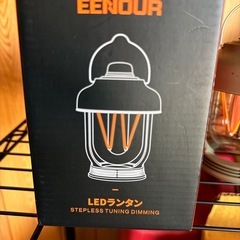 EENOUR
LEDランタン
STEPLESS TUNING DIMMING